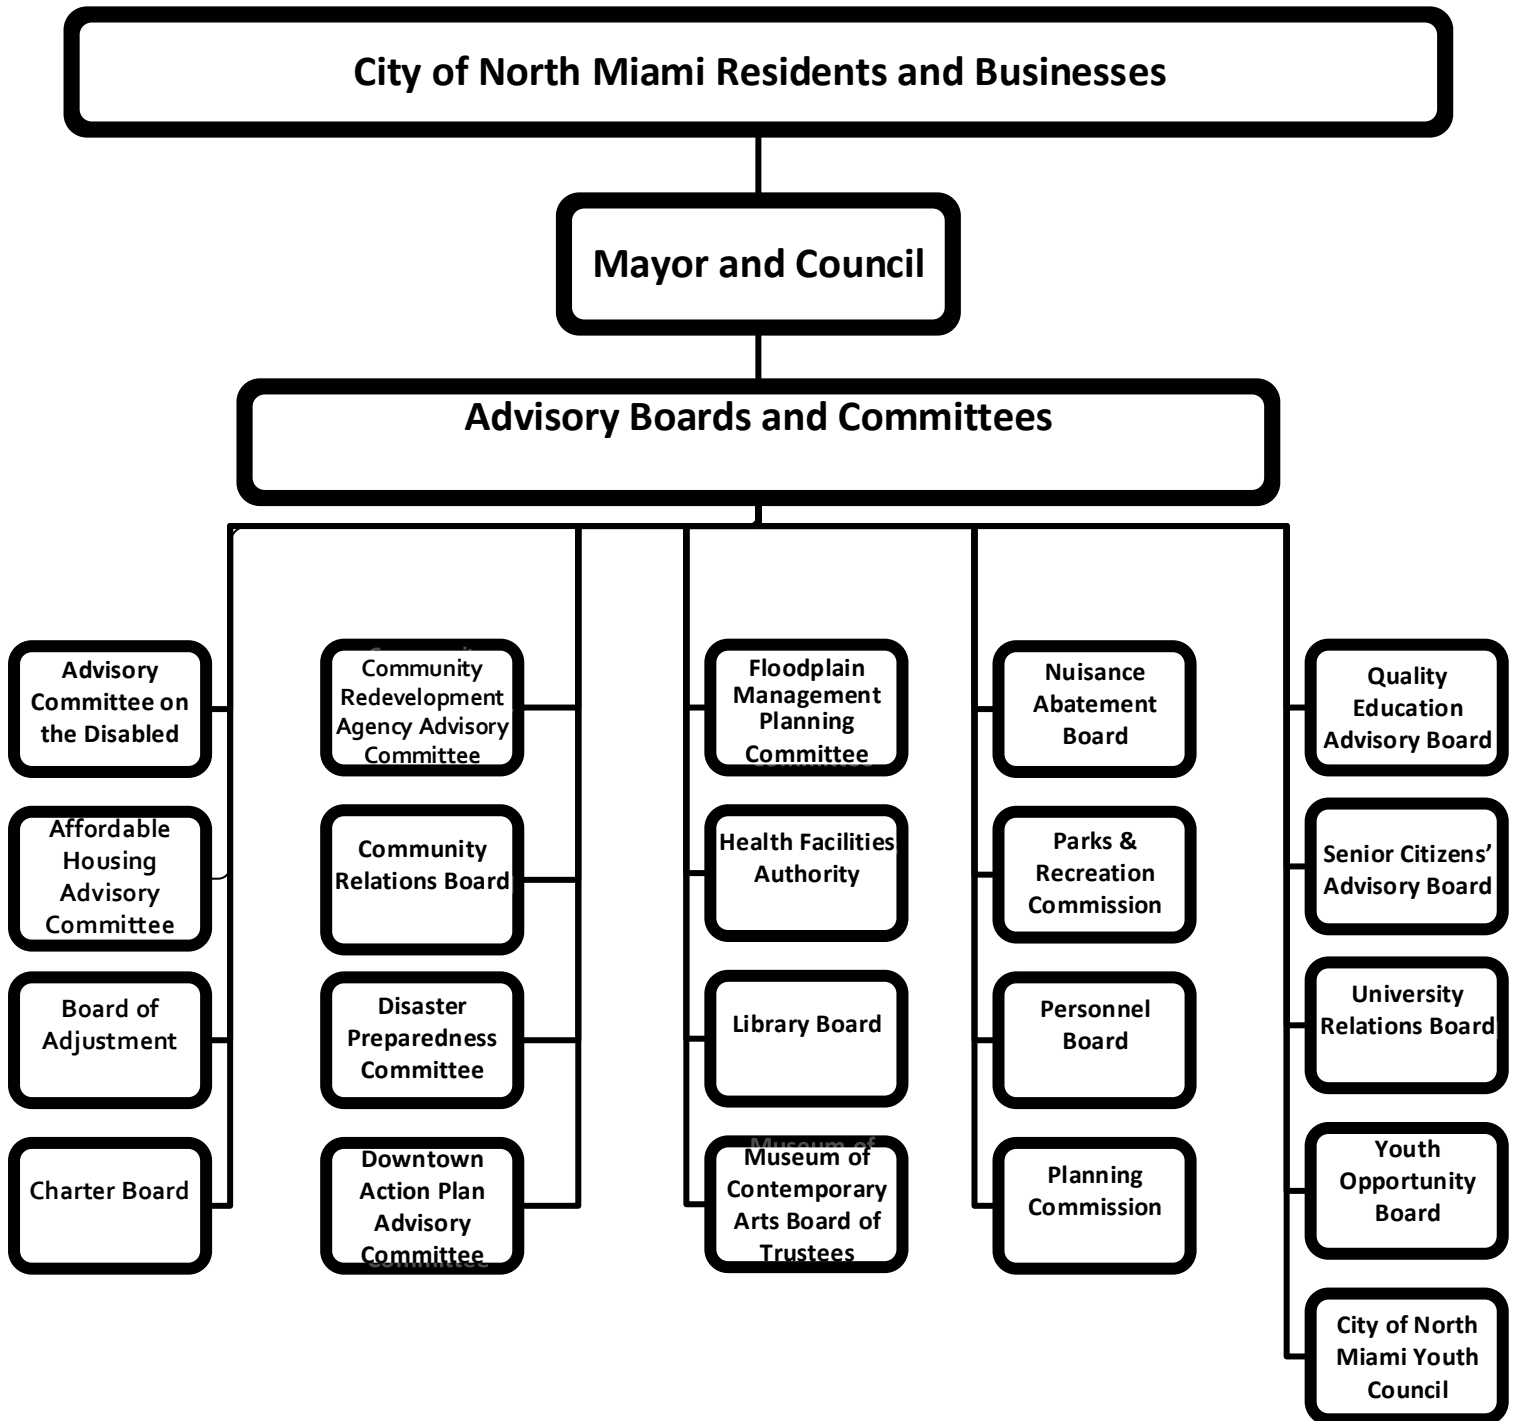 City of North Miami Residents and Businesses
Mayor and Council
Advisory Boards and Committees
Advisory
Committee on
the Disabled
Affordable
Housing
Advisory
Committee
Board of
Adjustment
Charter Board
Community
Redevelopment
Agency Advisory
Committee
Community
Relations Board
Disaster
Preparedness
Committee
Downtown
Action Plan
Advisory
Committee
Floodplain
Management
Planning
Committee
Health Facilities
Authority
Library Board
Museum of
Contemporary
Arts Board of
Trustees
Nuisance
Abatement
Board
Parks &
Recreation
Commission
Personnel
Board
Planning
Commission
Quality
Education
Advisory Board
Senior Citizens’
Advisory Board
University
Relations Board
Youth
Opportunity
Board
City of North
Miami Youth
Council